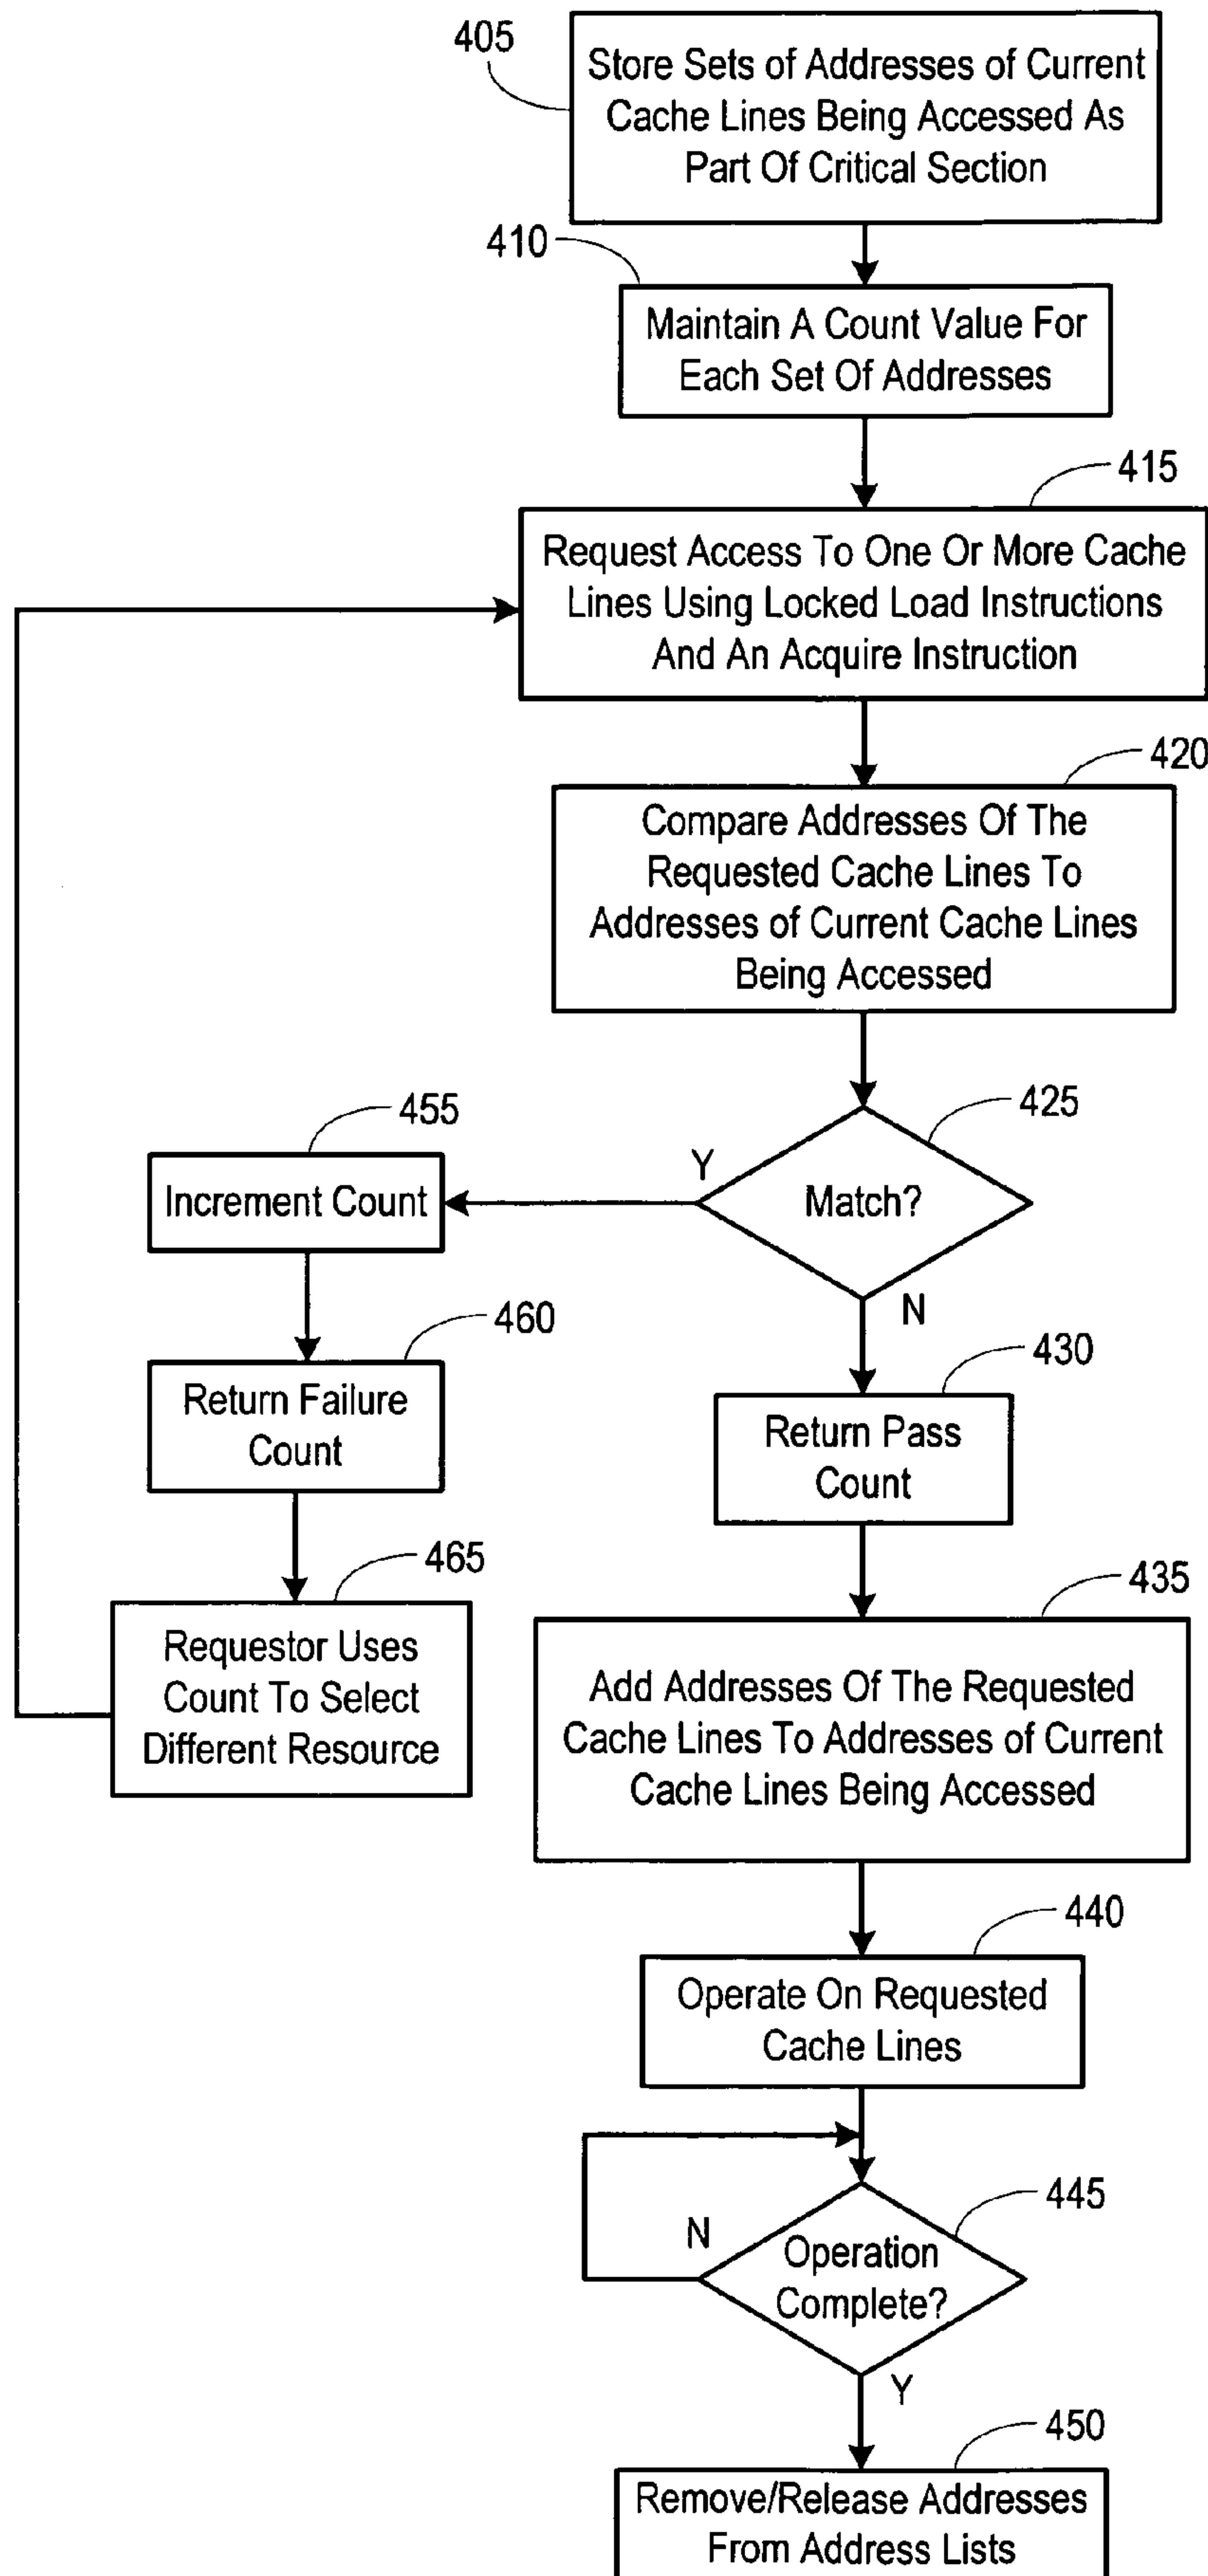 405
Store Sets of Addresses of Current
Cache Lines Being Accessed As
Part Of Critical Section
410
Maintain A Count Value For
Each Set Of Addresses
415
Request Access To One Or More Cache
Lines Using Locked Load Instructions
And An Acquire Instruction
420
Compare Addresses Of The
Requested Cache Lines To
Addresses of Current Cache Lines
Being Accessed
425
Match?
Y
N
455
Increment Count
460
Return Failure
Count
465
Requestor Uses
Count To Select
Different Resource
430
Return Pass
Count
435
Add Addresses Of The Requested
Cache Lines To Addresses of Current
Cache Lines Being Accessed
440
Operate On Requested
Cache Lines
445
N
Operation
Complete?
Y
450
Remove/Release Addresses
From Address Lists